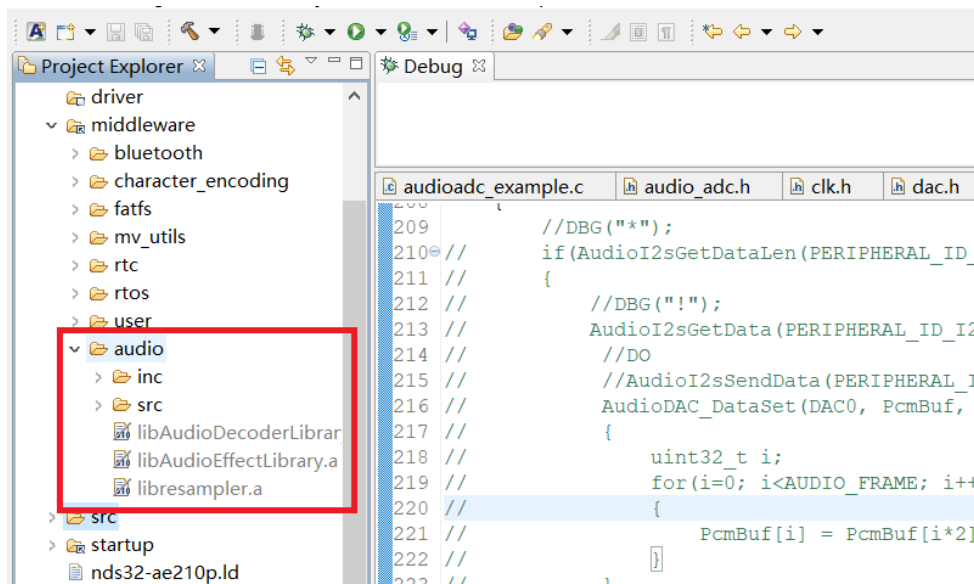 Project Explorer
Debug
driver
middleware
bluetooth
character_encoding
fatfs
mv_utils
rtc
rtos
user
audio
inc
src
libAudioDecoderLibrar
libAudioEffectLibrary.a
libresampler.a
src
startup
nds32-ae210p.ld
audioadc_example.c audio_adc.h clk.h dac.h
208 {
209 //DBG("*");
210 // if(AudioI2sGetDataLen(PERIPHERAL_ID_
211 // {
212 // //DBG("!");
213 // AudioI2sGetData(PERIPHERAL_ID_I2
214 // //DO
215 // //AudioI2sSendData(PERIPHERAL_I
216 // AudioDAC_DataSet(DAC0, PcmBuf,
217 // {
218 // uint32_t i;
219 // for(i=0; i<AUDIO_FRAME; i++
220 // {
221 // PcmBuf[i] = PcmBuf[i*2]
222 // }
223 // }